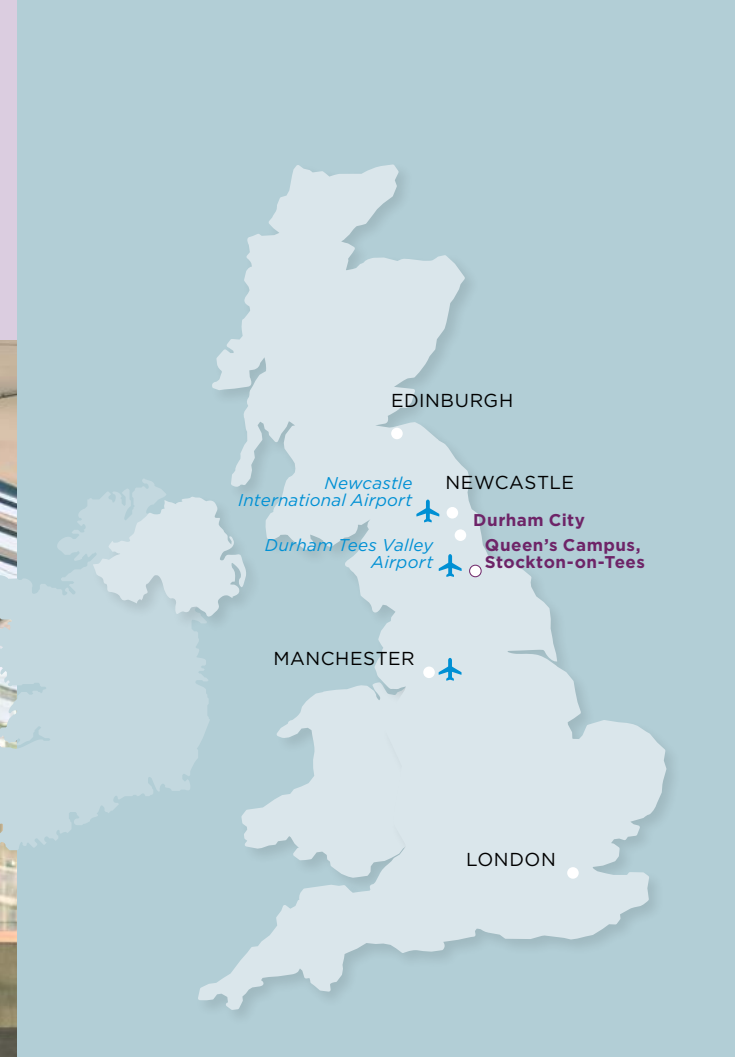 EDINBURGH
Newcastle
International Airport
NEWCASTLE
Durham City
Durham Tees Valley
Airport
Queen’s Campus,
Stockton-on-Tees
MANCHESTER
LONDON